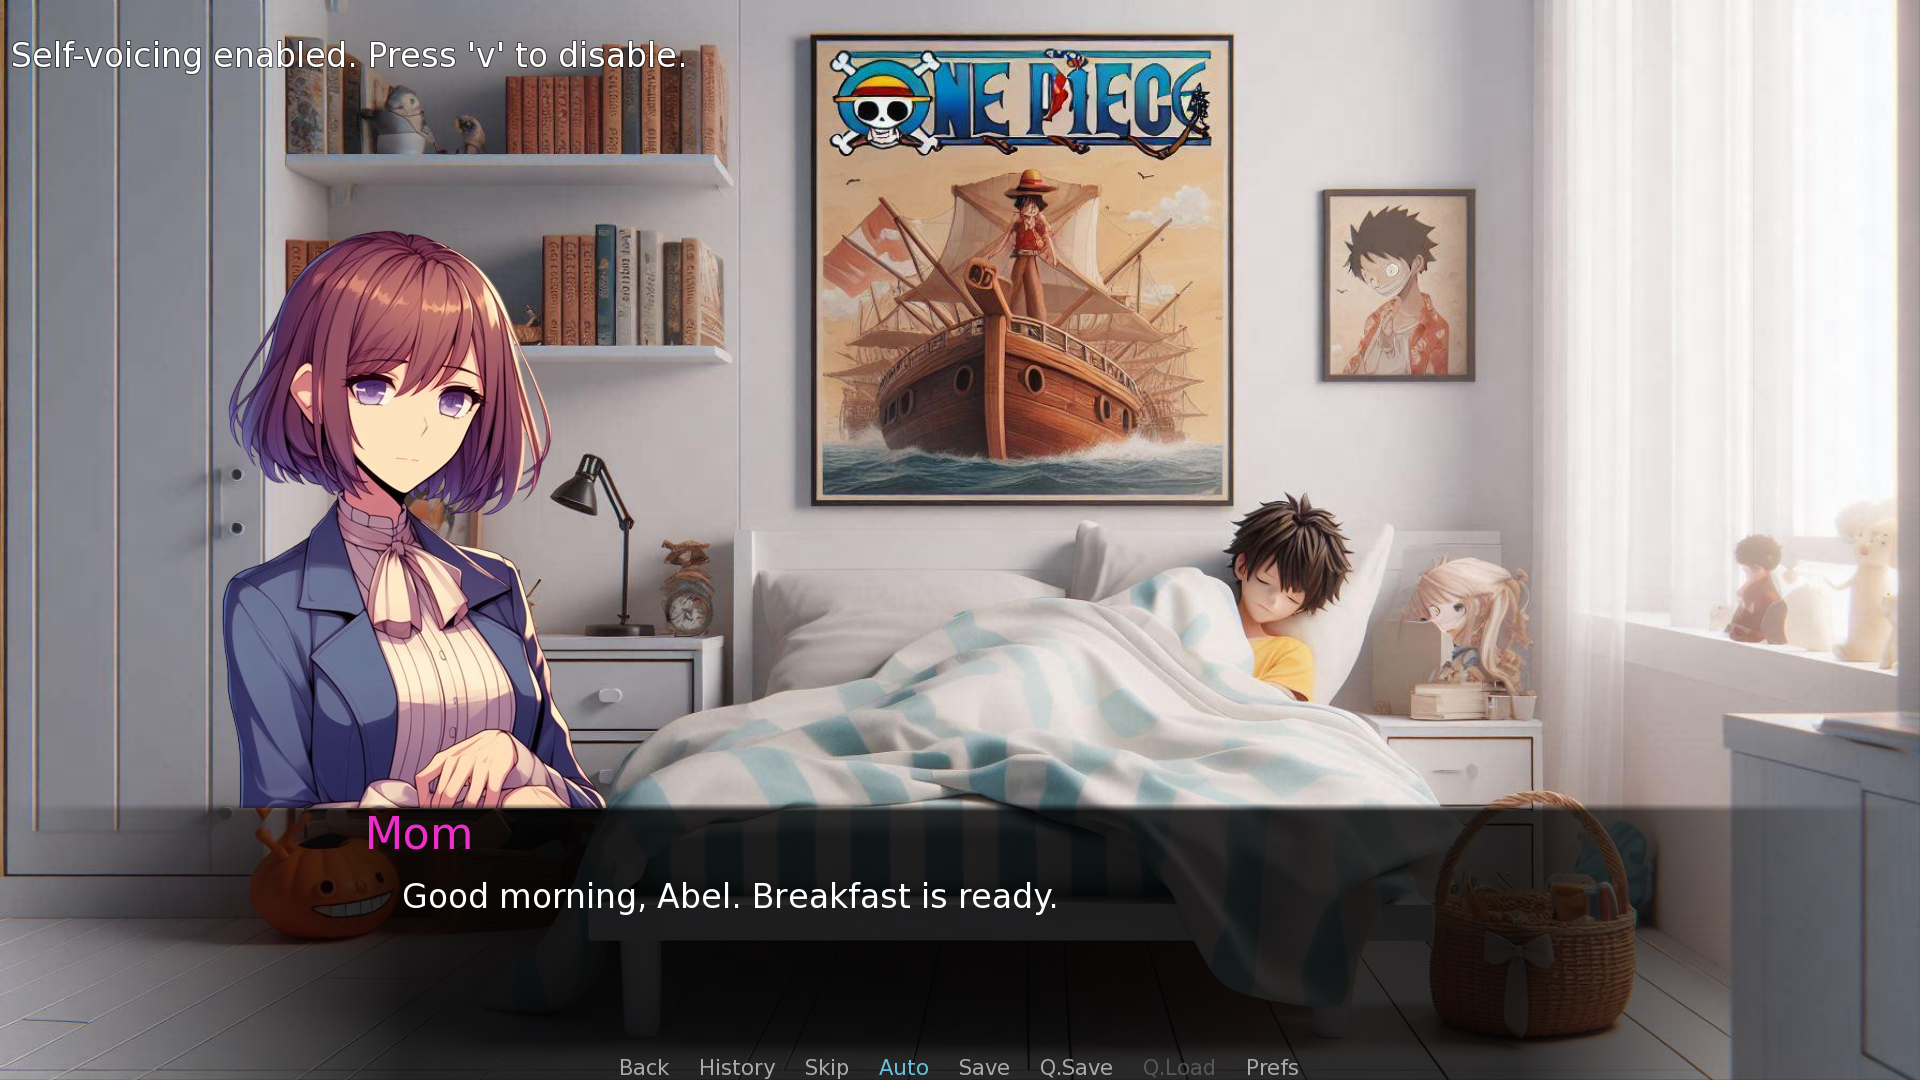 Self-voicing enabled. Press 'v' to disable.
ONE PIECE
Mom
Good morning, Abel. Breakfast is ready.
Back History Skip Auto Save Q.Save Q.Load Prefs